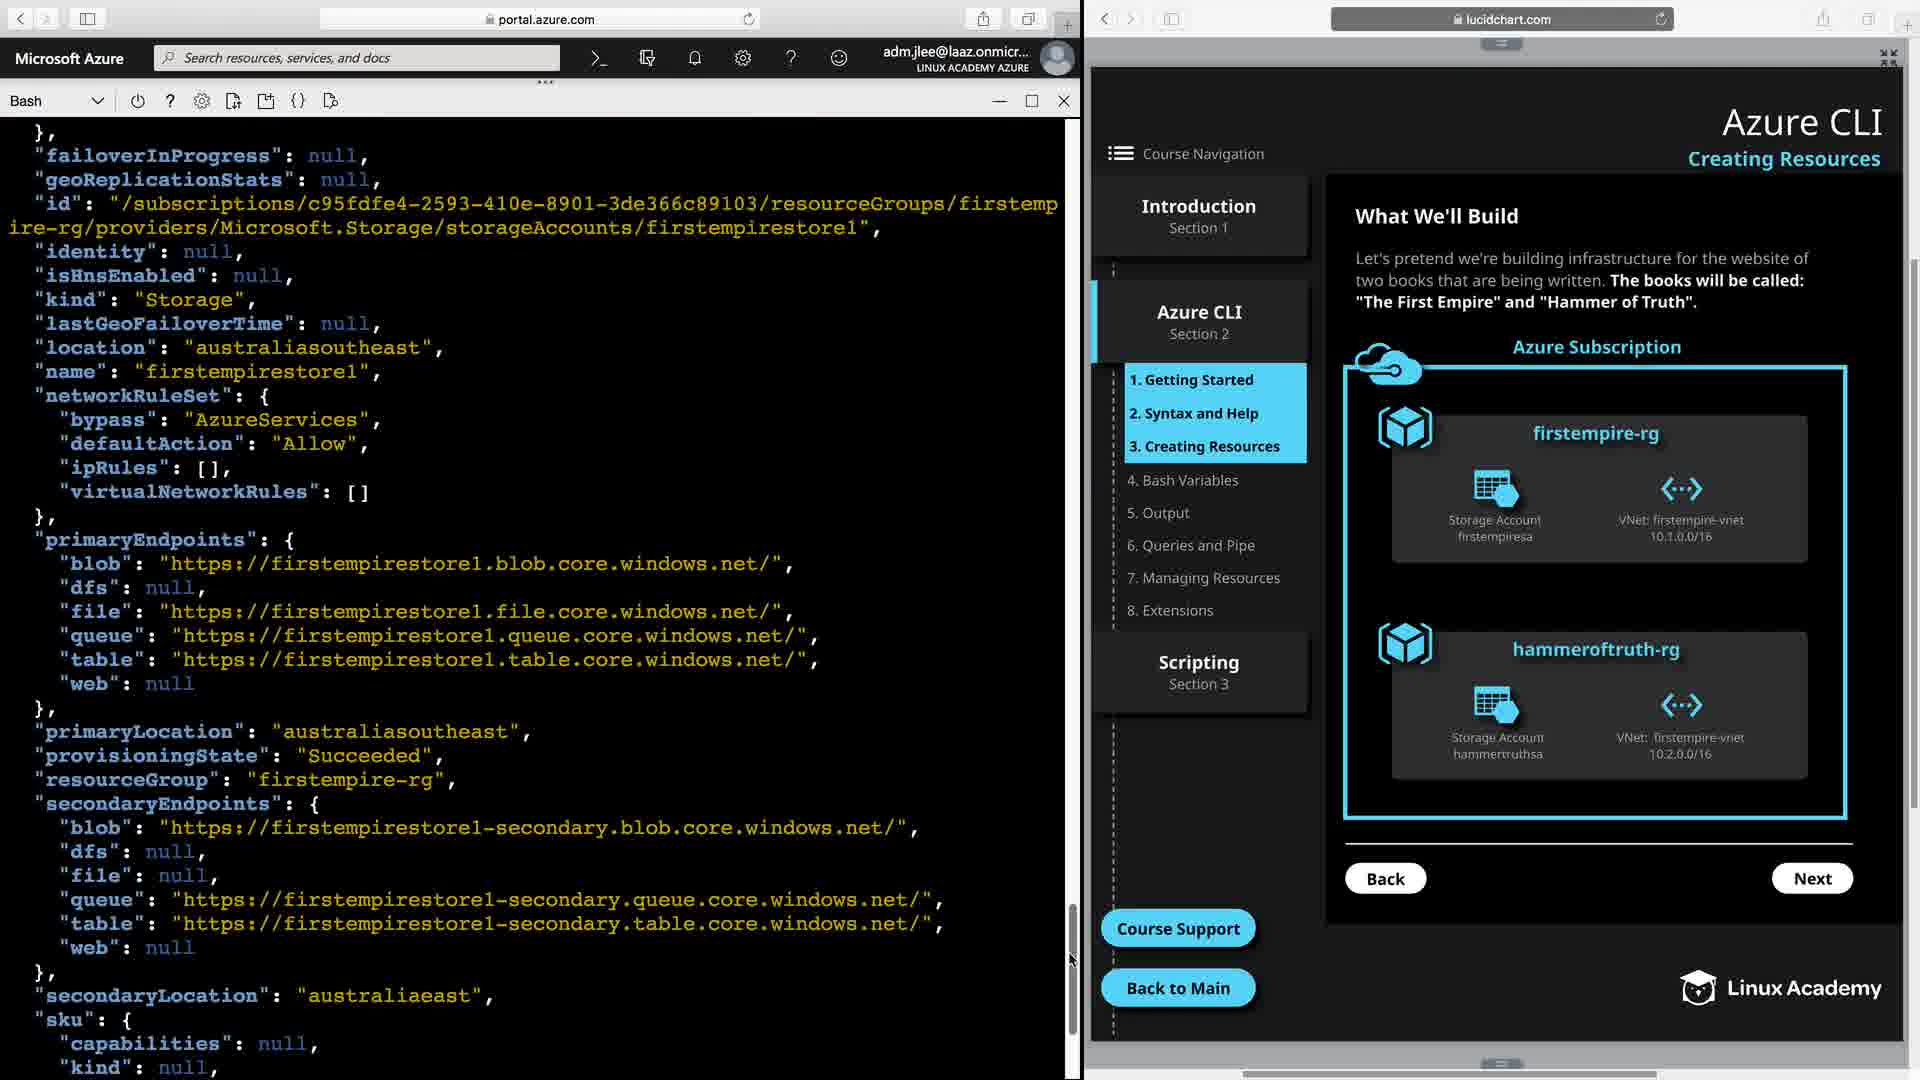 portal.azure.com
Microsoft Azure
Search resources, services, and docs
adm.jlee@laaz.onmicr...
LINUX ACADEMY AZURE
Bash
},
"failoverInProgress": null,
"geoReplicationStats": null,
"id": "/subscriptions/c95fdfe4-2593-410e-8901-3de366c89103/resourceGroups/firstemp
ire-rg/providers/Microsoft.Storage/storageAccounts/firstempirestore1",
"identity": null,
"isHnsEnabled": null,
"kind": "Storage",
"lastGeoFailoverTime": null,
"location": "australiasoutheast",
"name": "firstempirestore1",
"networkRuleSet": {
"bypass": "AzureServices",
"defaultAction": "Allow",
"ipRules": [],
"virtualNetworkRules": []
},
"primaryEndpoints": {
"blob": "https://firstempirestore1.blob.core.windows.net/",
"dfs": null,
"file": "https://firstempirestore1.file.core.windows.net/",
"queue": "https://firstempirestore1.queue.core.windows.net/",
"table": "https://firstempirestore1.table.core.windows.net/",
"web": null
},
"primaryLocation": "australiasoutheast",
"provisioningState": "Succeeded",
"resourceGroup": "firstempire-rg",
"secondaryEndpoints": {
"blob": "https://firstempirestore1-secondary.blob.core.windows.net/",
"dfs": null,
"file": null,
"queue": "https://firstempirestore1-secondary.queue.core.windows.net/",
"table": "https://firstempirestore1-secondary.table.core.windows.net/",
"web": null
},
"secondaryLocation": "australiaeast",
"sku": {
"capabilities": null,
"kind": null,
lucidchart.com
Azure CLI
Creating Resources
Course Navigation
Introduction
Section 1
Azure CLI
Section 2
1. Getting Started
2. Syntax and Help
3. Creating Resources
4. Bash Variables
5. Output
6. Queries and Pipe
7. Managing Resources
8. Extensions
Scripting
Section 3
Course Support
Back to Main
What We'll Build
Let's pretend we're building infrastructure for the website of
two books that are being written. The books will be called:
"The First Empire" and "Hammer of Truth".
Azure Subscription
firstempire-rg
Storage Account
firstempiresa
VNet: firstempire-vnet
10.1.0.0/16
hammeroftruth-rg
Storage Account
hammertruthsa
VNet: firstempire-vnet
10.2.0.0/16
Back
Next
Linux Academy